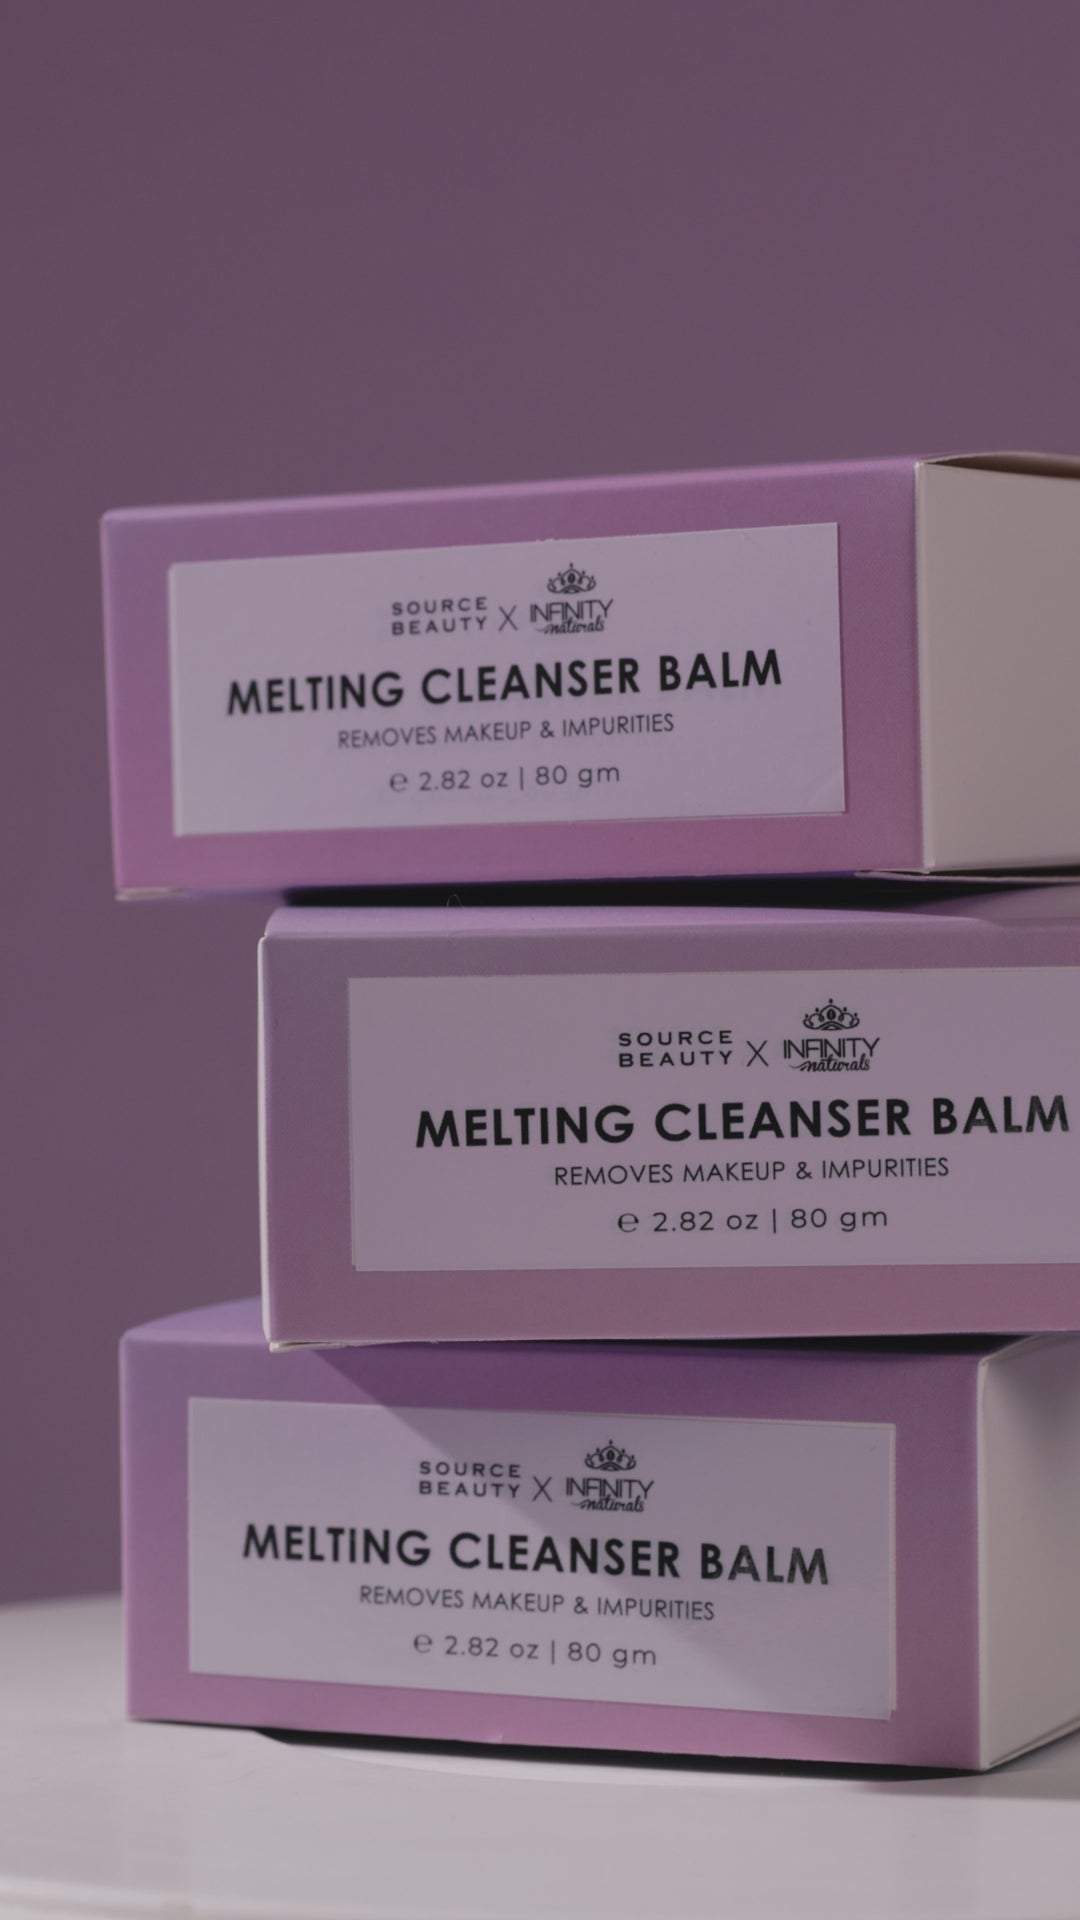 SOURCE BEAUTY X INFINITY naturals
MELTING CLEANSER BALM
REMOVES MAKEUP & IMPURITIES
℮ 2.82 oz | 80 gm
SOURCE BEAUTY X INFINITY naturals
MELTING CLEANSER BALM
REMOVES MAKEUP & IMPURITIES
℮ 2.82 oz | 80 gm
SOURCE BEAUTY X INFINITY naturals
MELTING CLEANSER BALM
REMOVES MAKEUP & IMPURITIES
℮ 2.82 oz | 80 gm